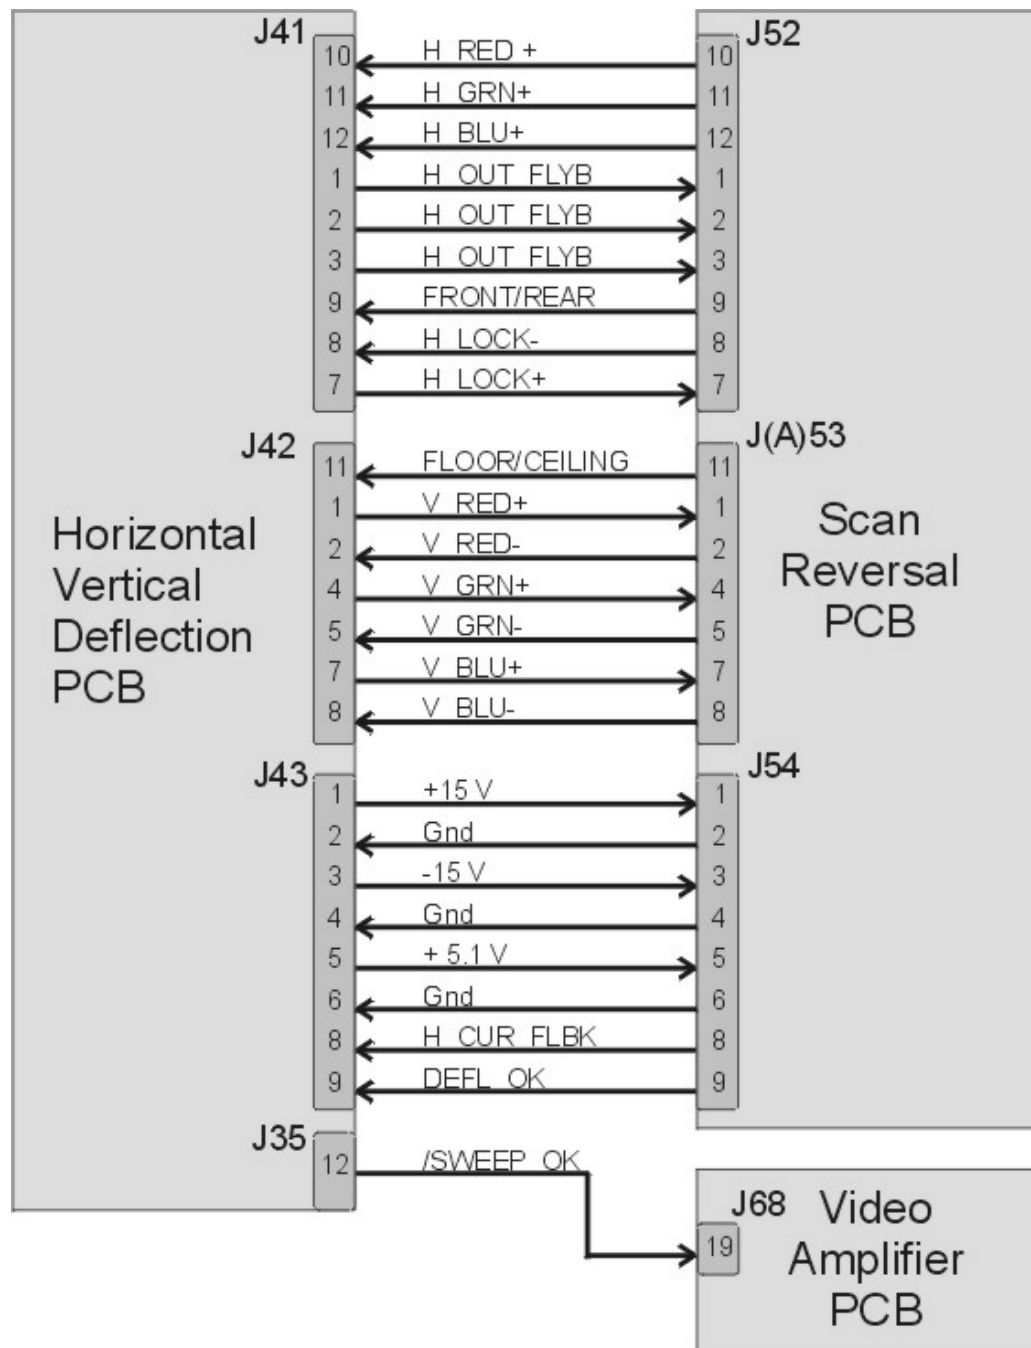 J41 J52
10 H RED + 10
11 H GRN+ 11
12 H BLU+ 12
1 H OUT FLYB 1
2 H OUT FLYB 2
3 H OUT FLYB 3
9 FRONT/REAR 9
8 H LOCK- 8
7 H LOCK+ 7
J42 J(A)53
11 FLOOR/CEILING 11
1 V RED+ 1
2 V RED- 2
4 V GRN+ 4
5 V GRN- 5
7 V BLU+ 7
8 V BLU- 8
Horizontal
Vertical
Deflection
PCB
Scan
Reversal
PCB
J43 J54
1 +15 V 1
2 Gnd 2
3 -15 V 3
4 Gnd 4
5 + 5.1 V 5
6 Gnd 6
8 H CUR FLBK 8
9 DEFL OK 9
J35
12 /SWEEP OK
J68
19
Video
Amplifier
PCB